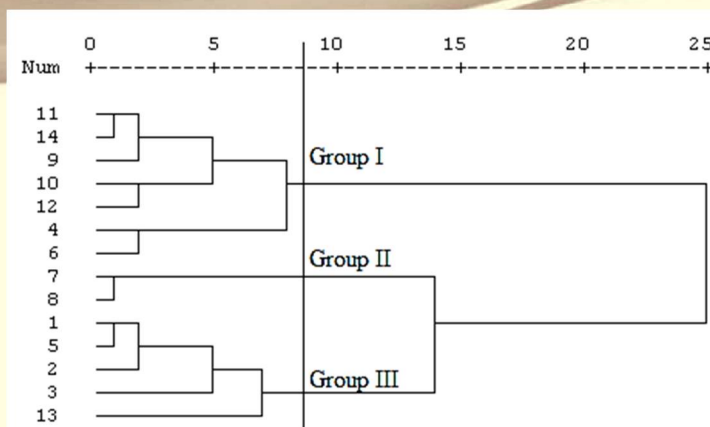 0 5 10 15 20 25
Num +---------+---------+---------+---------+---------+
11
14
Group I
9
10
12
4
6
Group II
7
8
1
5
2
Group III
3
13